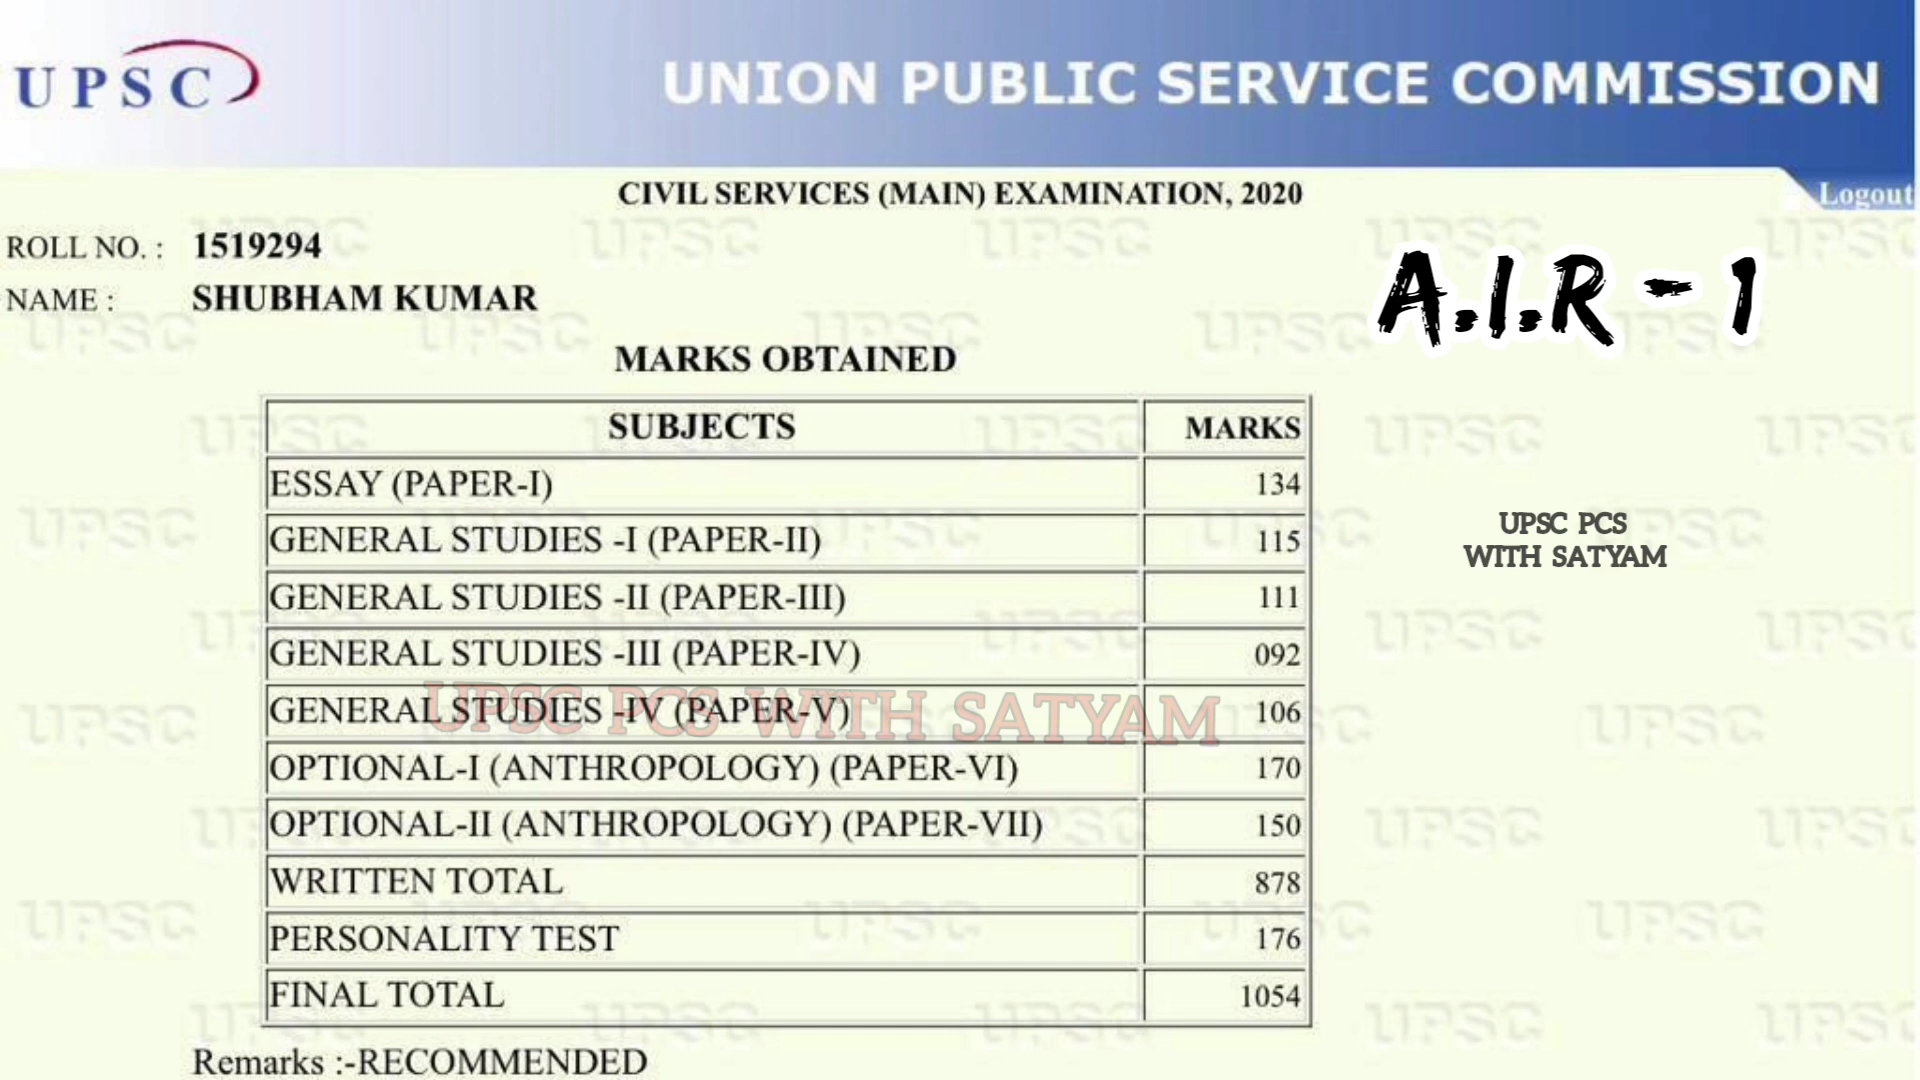 UPSC
UNION PUBLIC SERVICE COMMISSION
CIVIL SERVICES (MAIN) EXAMINATION, 2020
Logout
ROLL NO. : 1519294
NAME : SHUBHAM KUMAR
A.I.R - 1
MARKS OBTAINED
SUBJECTS MARKS
ESSAY (PAPER-I) 134
GENERAL STUDIES -I (PAPER-II) 115
GENERAL STUDIES -II (PAPER-III) 111
GENERAL STUDIES -III (PAPER-IV) 092
GENERAL STUDIES -IV (PAPER-V) 106
OPTIONAL-I (ANTHROPOLOGY) (PAPER-VI) 170
OPTIONAL-II (ANTHROPOLOGY) (PAPER-VII) 150
WRITTEN TOTAL 878
PERSONALITY TEST 176
FINAL TOTAL 1054
Remarks :-RECOMMENDED
UPSC PCS
WITH SATYAM
UPSC PCS WITH SATYAM